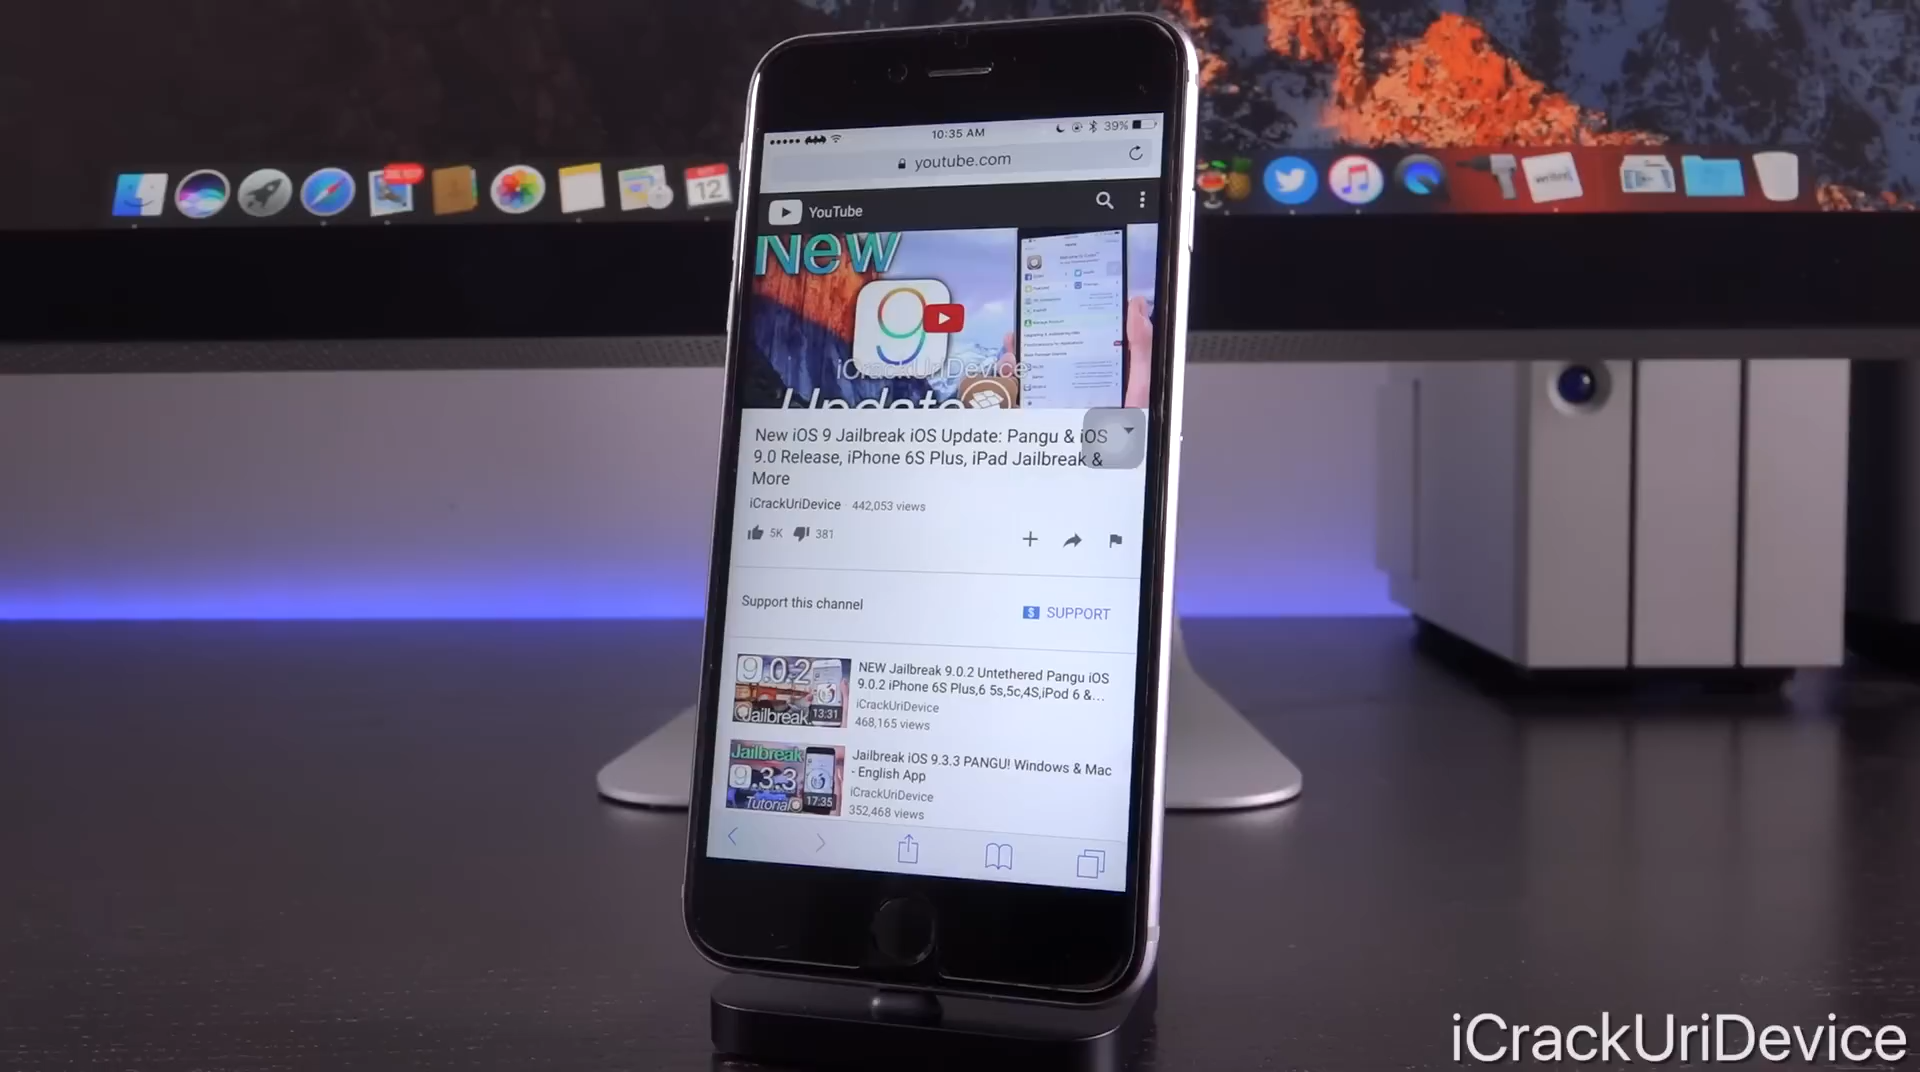 10:35 AM
39%
youtube.com
YouTube
12
writer
New
9
iCrackUriDevice
Update
New iOS 9 Jailbreak iOS Update: Pangu & iOS
9.0 Release, iPhone 6S Plus, iPad Jailbreak &
More
iCrackUriDevice · 442,053 views
5K 381
Support this channel
$ SUPPORT
9.0.2
Jailbreak
13:31
NEW Jailbreak 9.0.2 Untethered Pangu iOS
9.0.2 iPhone 6S Plus,6 5s,5c,4S,iPod 6 &...
iCrackUriDevice
468,165 views
Jailbreak
9.3.3
Tutorial
17:35
Jailbreak iOS 9.3.3 PANGU! Windows & Mac
- English App
iCrackUriDevice
352,468 views
iCrackUriDevice